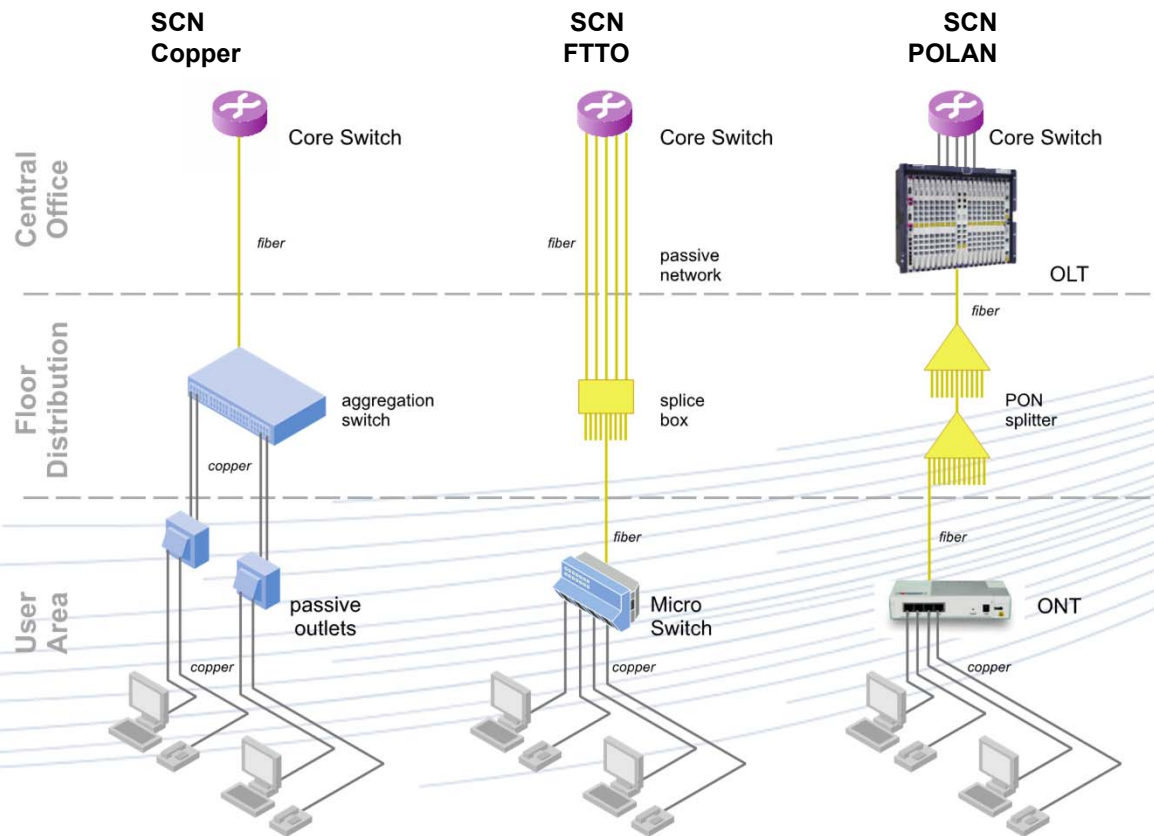 SCN
Copper
SCN
FTTO
SCN
POLAN
Central
Office
Core Switch
Core Switch
Core Switch
fiber
fiber
passive
network
OLT
Floor
Distribution
fiber
aggregation
switch
splice
box
PON
splitter
copper
User
Area
fiber
fiber
passive
outlets
Micro
Switch
ONT
copper
copper
copper